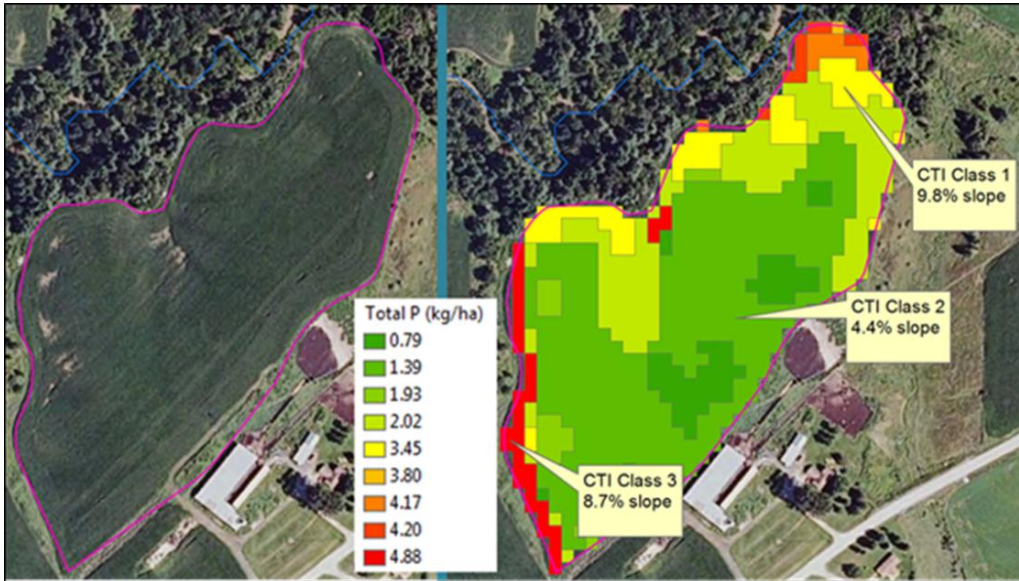 CTI Class 1
9.8% slope
CTI Class 2
4.4% slope
Total P (kg/ha)
0.79
1.39
1.93
2.02
3.45
3.80
4.17
4.20
4.88
CTI Class 3
8.7% slope